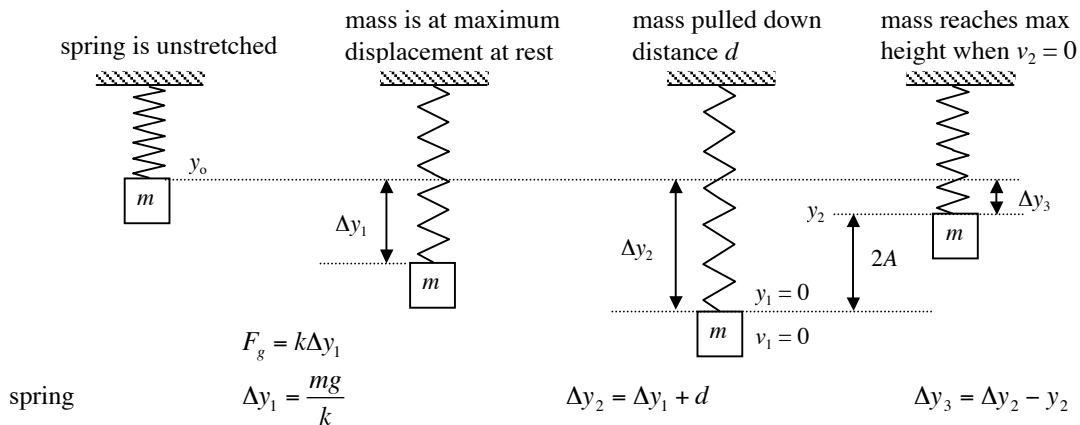 spring is unstretched
mass is at maximum
displacement at rest
mass pulled down
distance d
mass reaches max
height when v₂ = 0
yₒ
m
Δy₁
m
Δy₂
y₁ = 0
m
v₁ = 0
y₂
2A
Δy₃
m
F_g = kΔy₁
spring
Δy₁ = mg/k
Δy₂ = Δy₁ + d
Δy₃ = Δy₂ − y₂